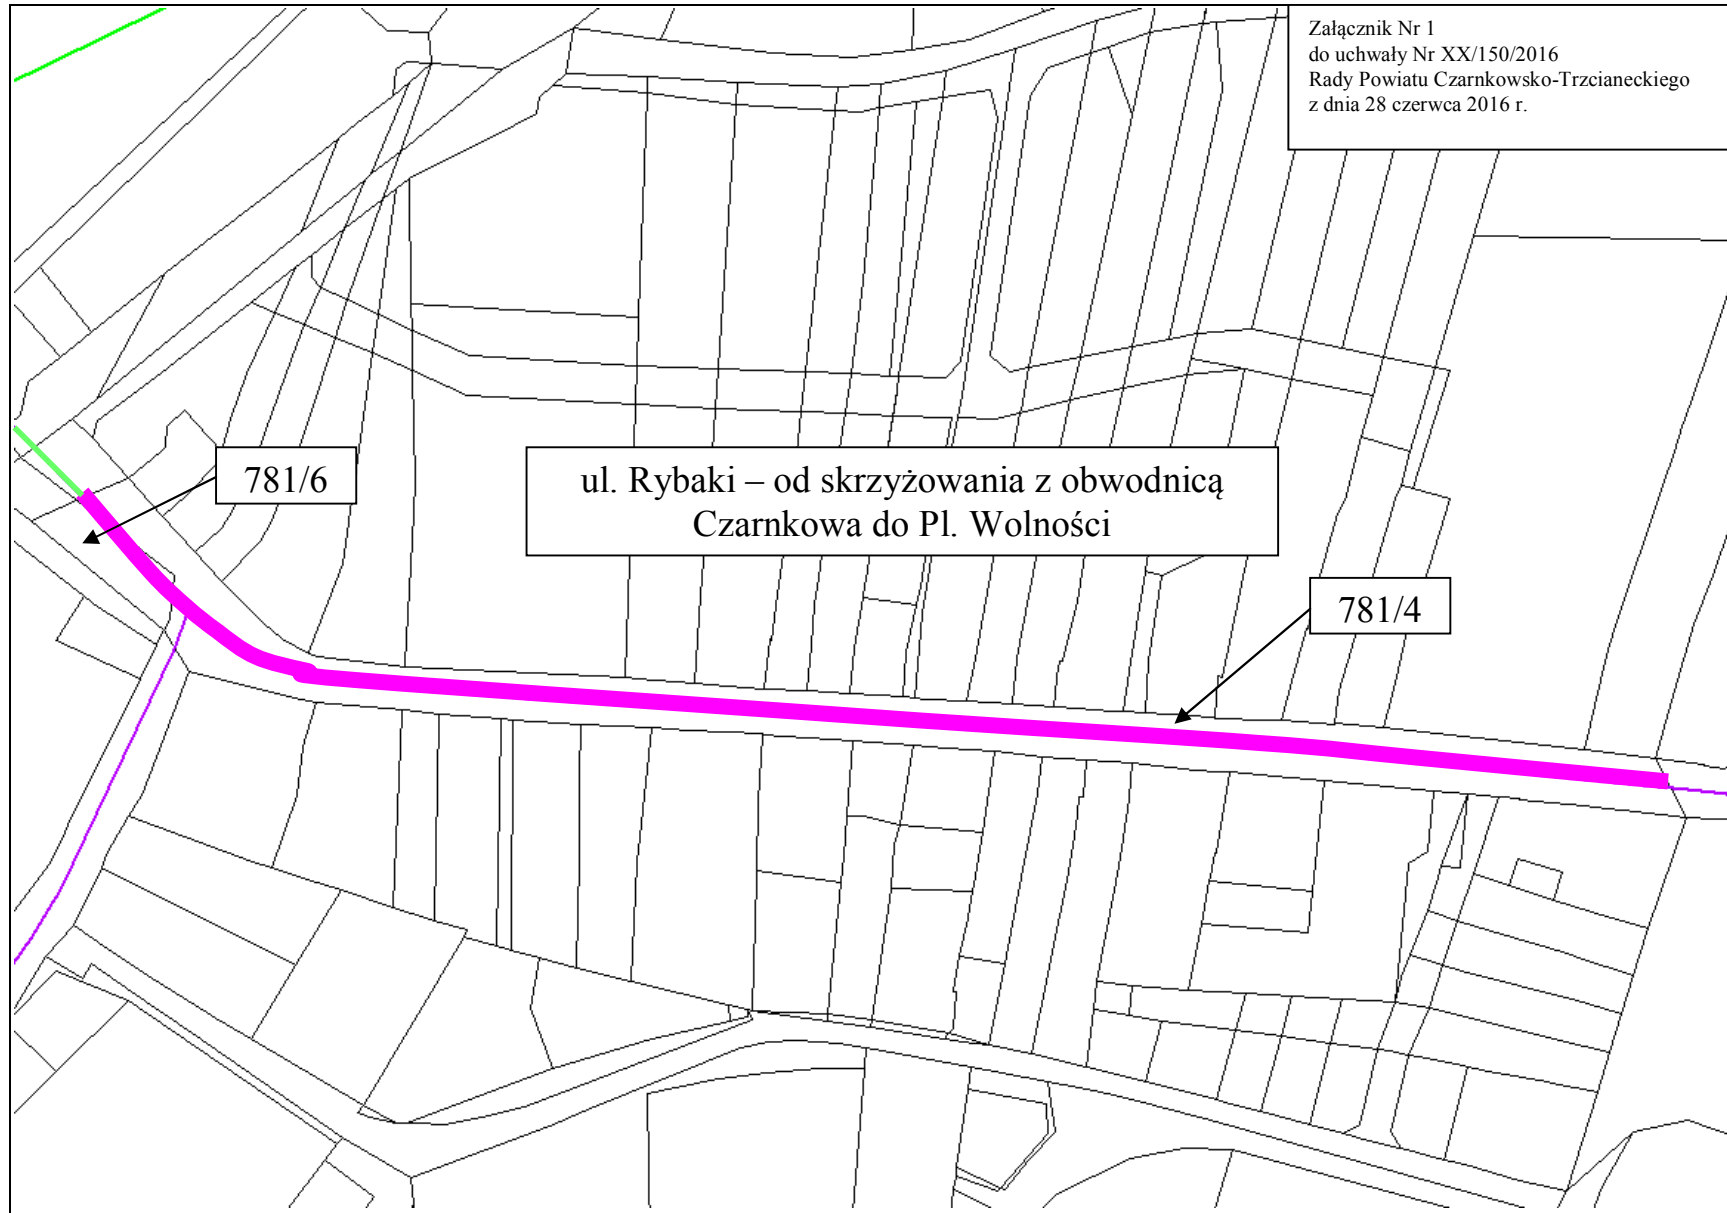 Załącznik Nr 1
do uchwały Nr XX/150/2016
Rady Powiatu Czarnkowsko-Trzcianeckiego
z dnia 28 czerwca 2016 r.
781/6
ul. Rybaki – od skrzyżowania z obwodnicą
Czarnkowa do Pl. Wolności
781/4